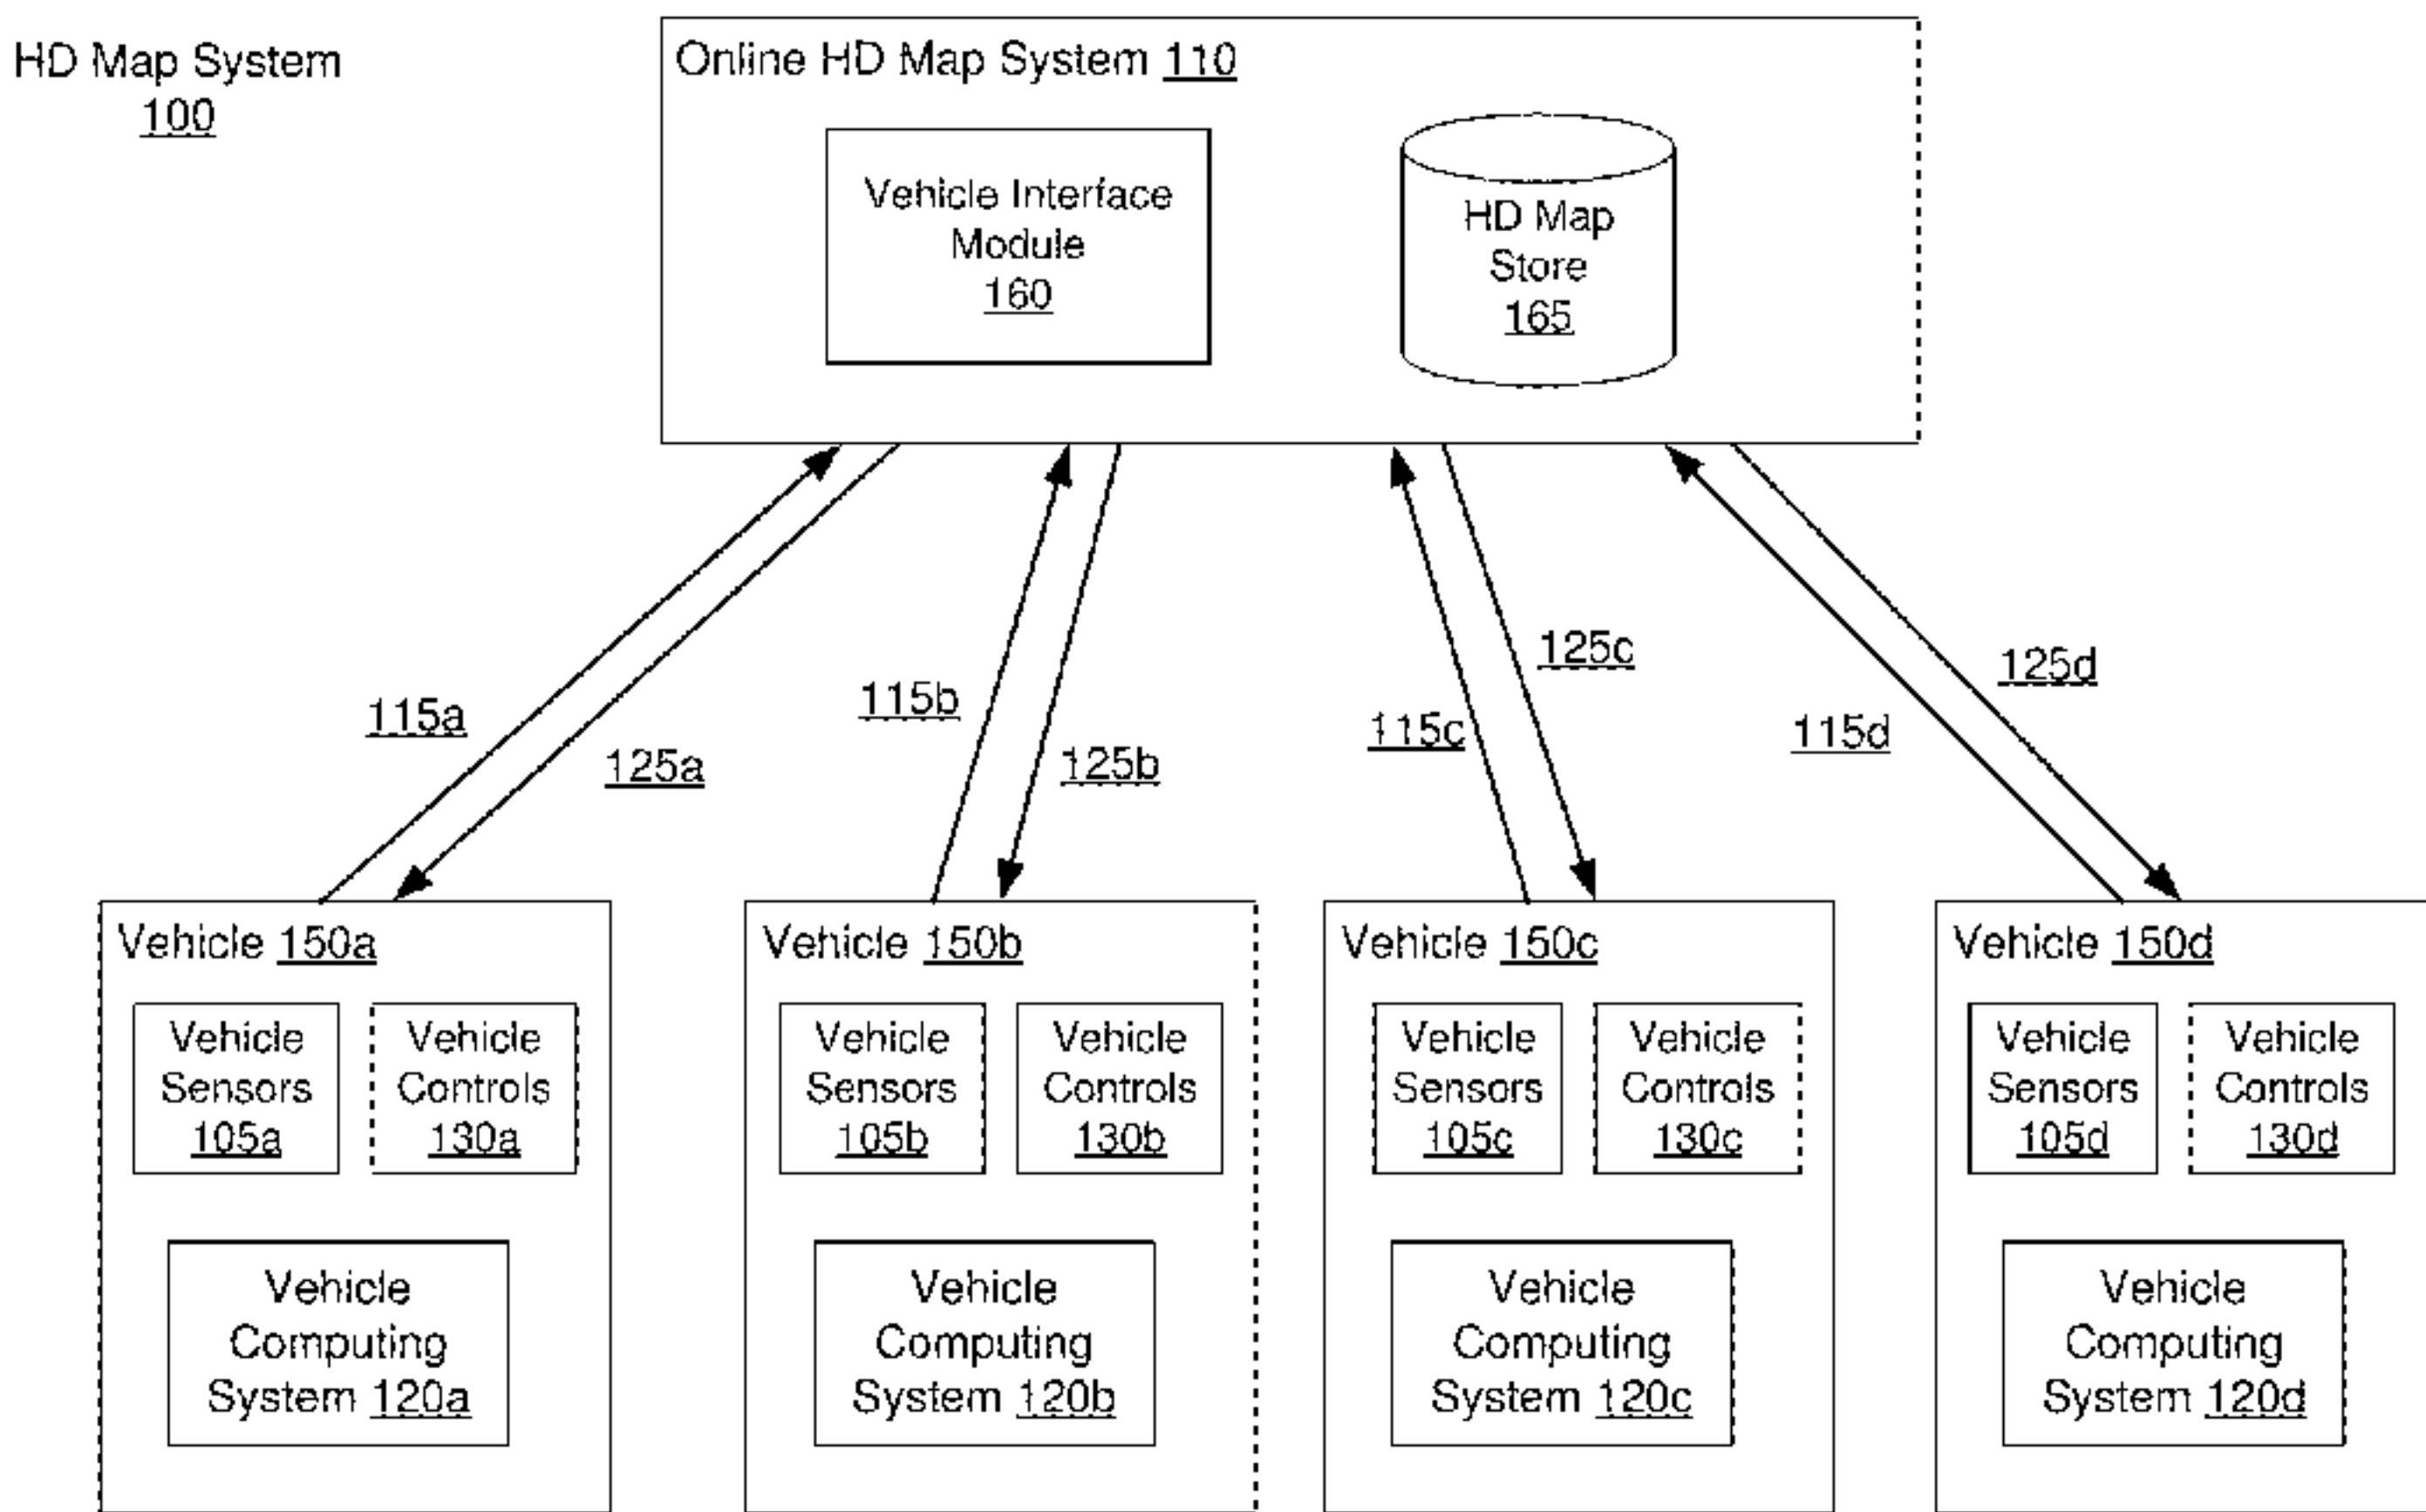 HD Map System
100
Online HD Map System 110
Vehicle Interface
Module
160
HD Map
Store
165
115a
125a
115b
125b
115c
125c
115d
125d
Vehicle 150a
Vehicle
Sensors
105a
Vehicle
Controls
130a
Vehicle
Computing
System 120a
Vehicle 150b
Vehicle
Sensors
105b
Vehicle
Controls
130b
Vehicle
Computing
System 120b
Vehicle 150c
Vehicle
Sensors
105c
Vehicle
Controls
130c
Vehicle
Computing
System 120c
Vehicle 150d
Vehicle
Sensors
105d
Vehicle
Controls
130d
Vehicle
Computing
System 120d